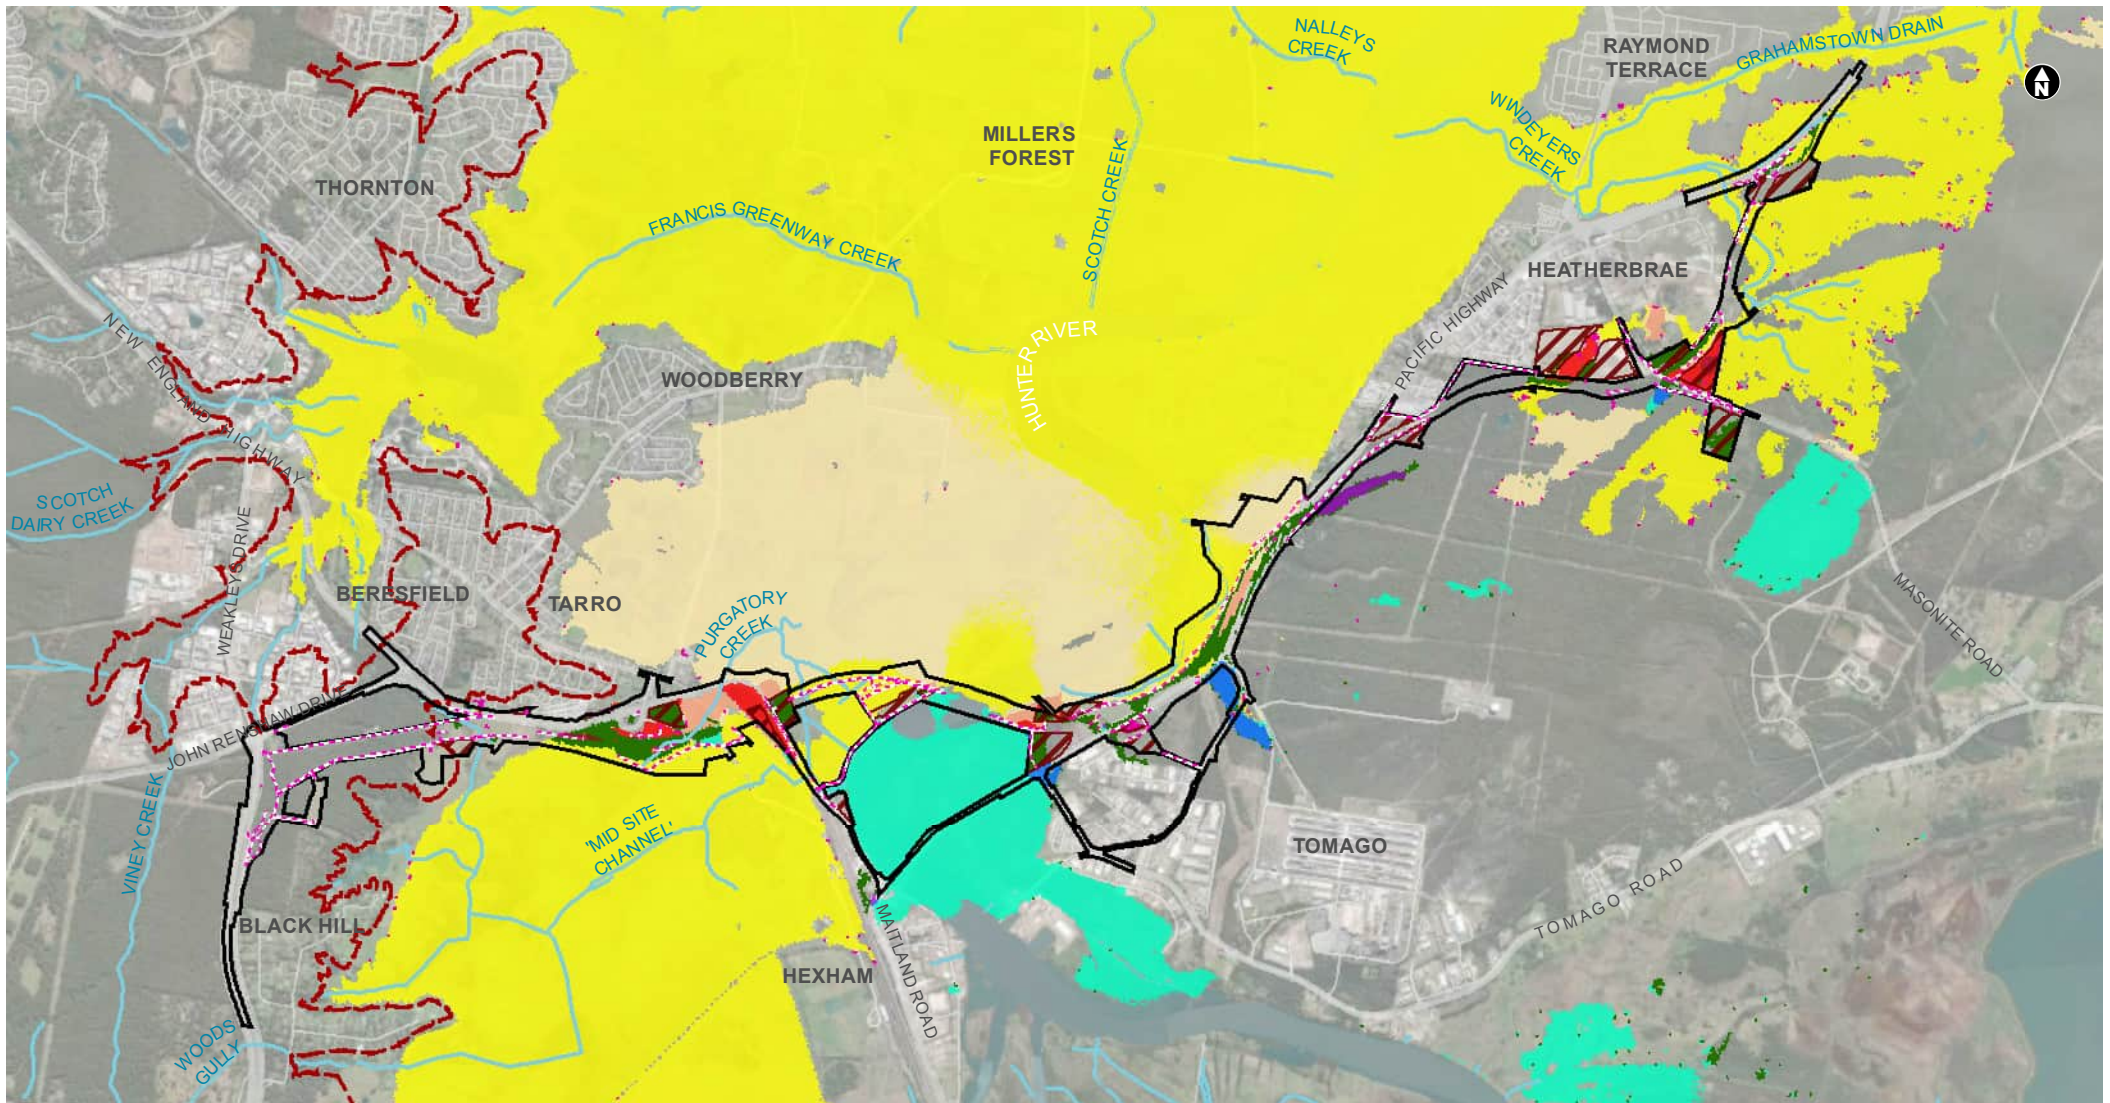 NALLEYS
CREEK
RAYMOND
TERRACE
GRAHAMSTOWN DRAIN
N
WINDEYERS
CREEK
MILLERS
FOREST
SCOTCH CREEK
THORNTON
FRANCIS GREENWAY CREEK
HEATHERBRAE
HUNTER RIVER
PACIFIC HIGHWAY
NEW ENGLAND HIGHWAY
WOODBERRY
SCOTCH
DAIRY CREEK
WEAKLEYS DRIVE
BERESFIELD
TARRO
PURGATORY
CREEK
MASONITE ROAD
JOHN RENSHAW DRIVE
VINEY CREEK
'MID SITE
CHANNEL'
TOMAGO
TOMAGO ROAD
BLACK HILL
MAITLAND ROAD
HEXHAM
WOODS
GULLY